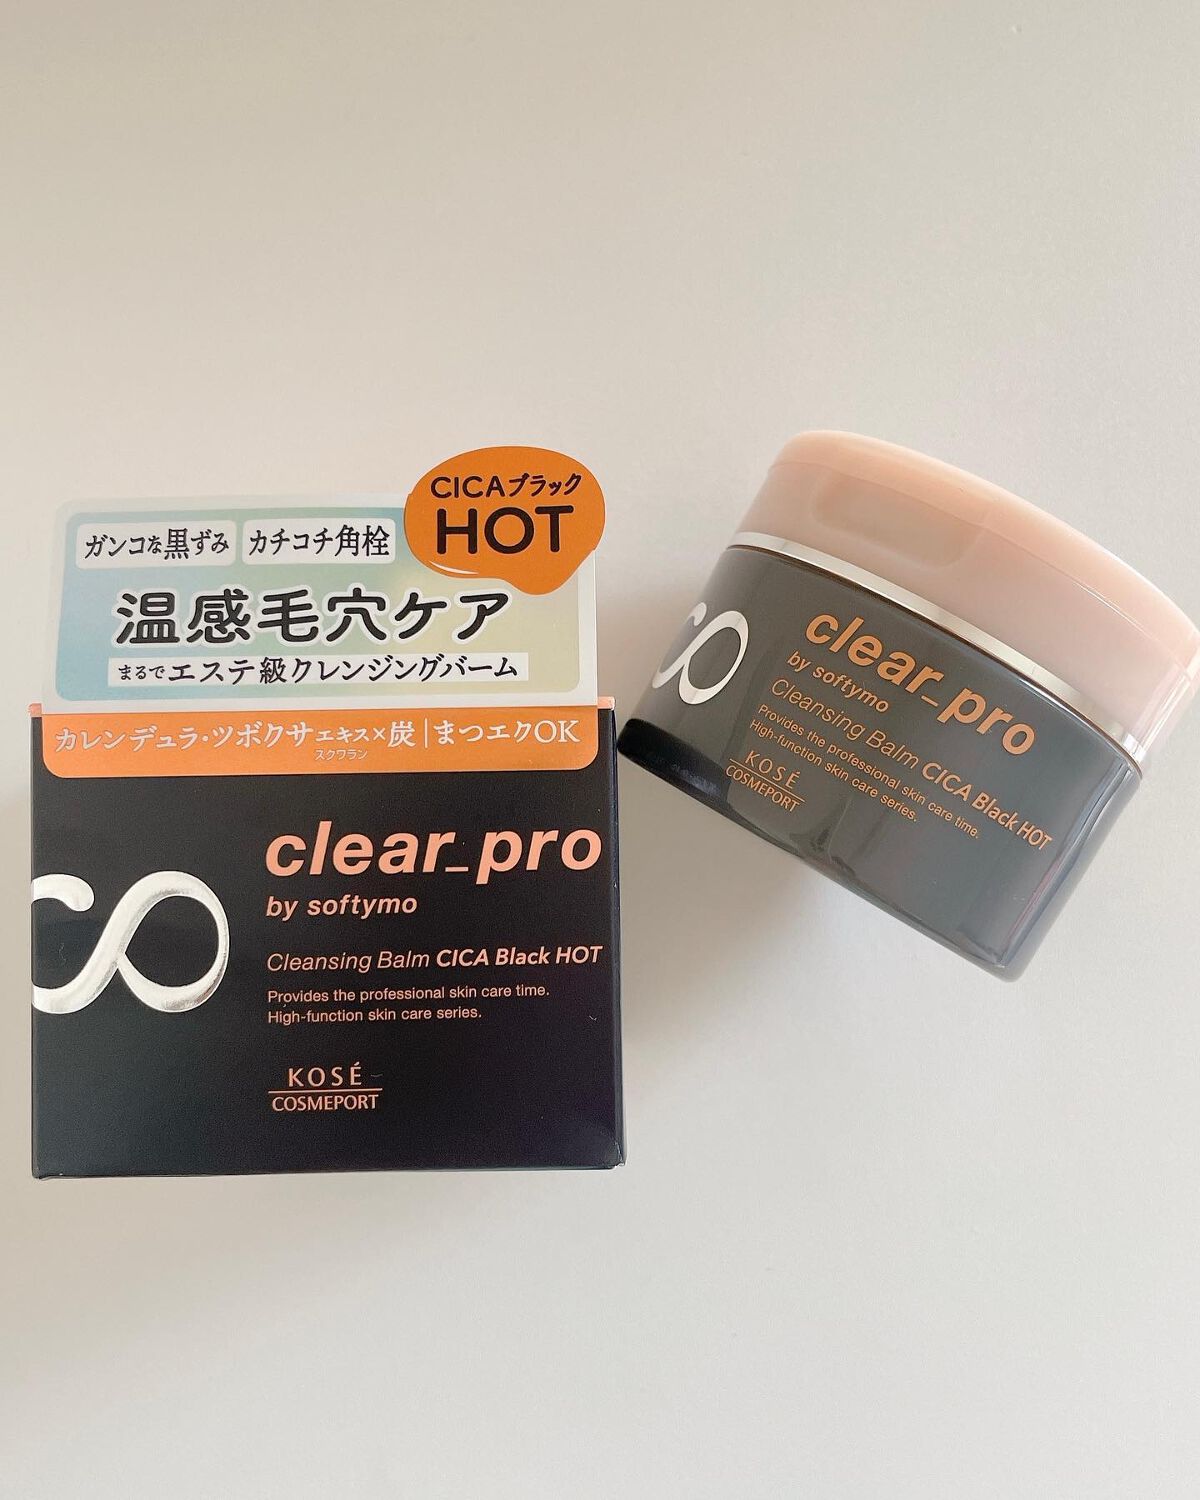 CICAブラック
HOT
ガンコな黒ずみ カチコチ角栓
温感毛穴ケア
まるでエステ級クレンジングバーム
カレンデュラ・ツボクサエキス×炭|まつエクOK
スクワラン
clear_pro
by softymo
Cleansing Balm CICA Black HOT
Provides the professional skin care time.
High-function skin care series.
KOSÉ
COSMEPORT
clear_pro
by softymo
Cleansing Balm CICA Black HOT
Provides the professional skin care time.
High-function skin care series.
KOSÉ
COSMEPORT